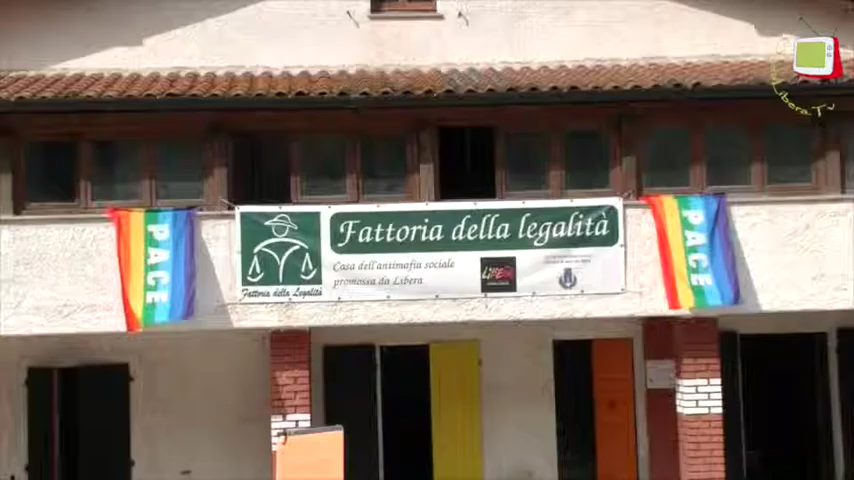 Libera Tv
Fattoria della legalità
Casa dell'antimafia sociale
promossa da Libera
Fattoria della Legalità
LIBERA
PACE
PACE